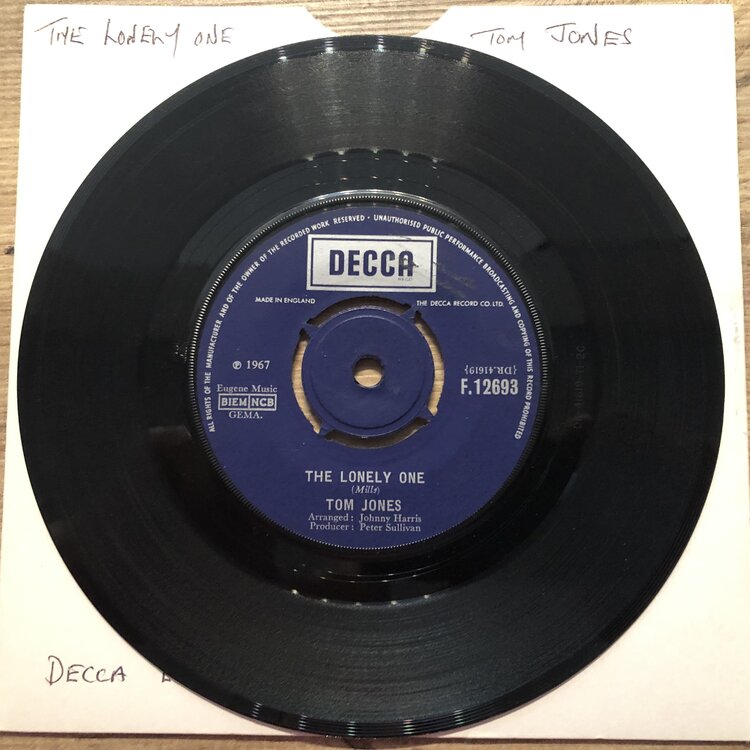 THE LONELY ONE
TOM JONES
ALL RIGHTS OF THE MANUFACTURER AND OF THE OWNER OF THE RECORDED WORK RESERVED · UNAUTHORISED PUBLIC PERFORMANCE BROADCASTING AND COPYING OF THIS RECORD PROHIBITED
DECCA
MADE IN ENGLAND
THE DECCA RECORD CO. LTD.
℗ 1967
{DR.41619}
Eugene Music
F.12693
BIEM NCB
GEMA.
THE LONELY ONE
(Mills)
TOM JONES
Arranged: Johnny Harris
Producer: Peter Sullivan
DECCA